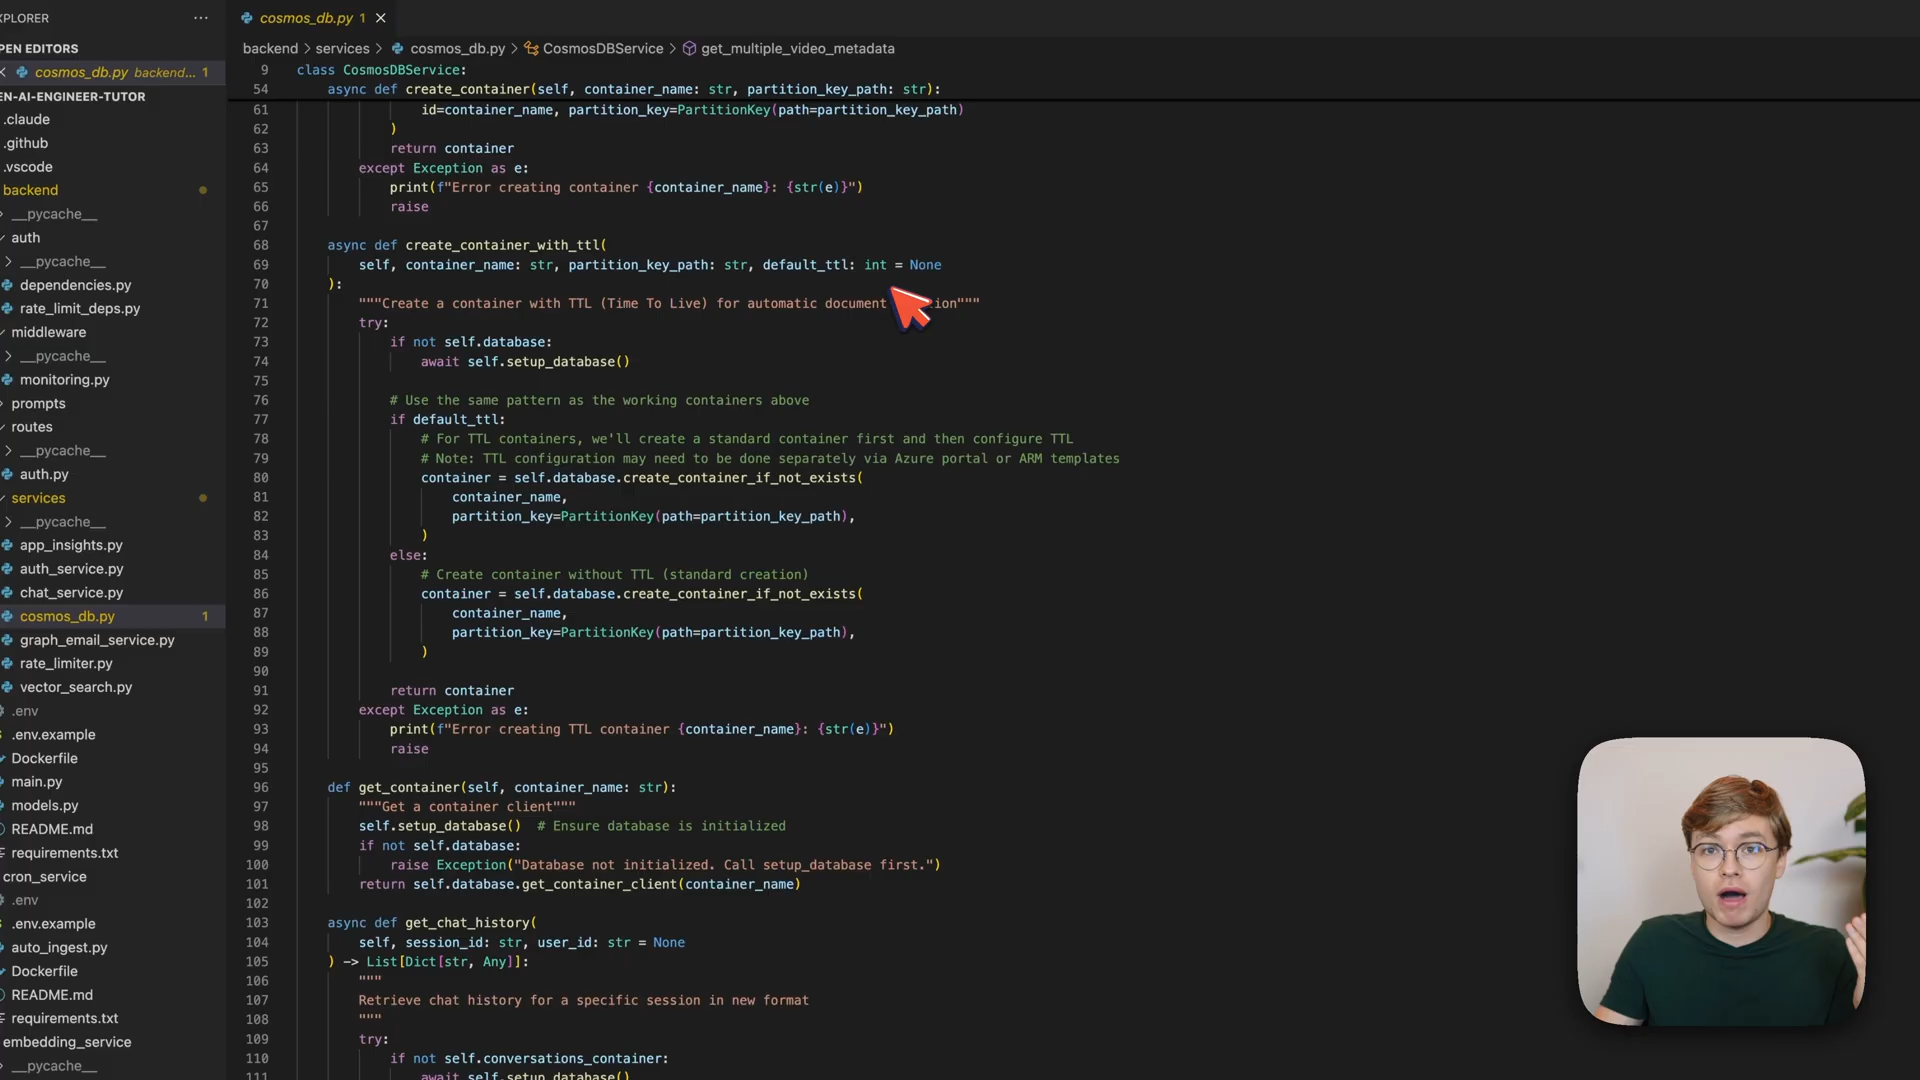 XPLORER
PEN EDITORS
cosmos_db.py backend... 1
EN-AI-ENGINEER-TUTOR
.claude
.github
.vscode
backend
__pycache__
auth
__pycache__
dependencies.py
rate_limit_deps.py
middleware
__pycache__
monitoring.py
prompts
routes
__pycache__
auth.py
services
__pycache__
app_insights.py
auth_service.py
chat_service.py
cosmos_db.py 1
graph_email_service.py
rate_limiter.py
vector_search.py
.env
.env.example
Dockerfile
main.py
models.py
README.md
requirements.txt
cron_service
.env
.env.example
auto_ingest.py
Dockerfile
README.md
requirements.txt
embedding_service
__pycache__
cosmos_db.py 1
backend > services > cosmos_db.py > CosmosDBService > get_multiple_video_metadata
9 class CosmosDBService:
54 async def create_container(self, container_name: str, partition_key_path: str):
61 id=container_name, partition_key=PartitionKey(path=partition_key_path)
62 )
63 return container
64 except Exception as e:
65 print(f"Error creating container {container_name}: {str(e)}")
66 raise
67
68 async def create_container_with_ttl(
69 self, container_name: str, partition_key_path: str, default_ttl: int = None
70 ):
71 """Create a container with TTL (Time To Live) for automatic document ion"""
72 try:
73 if not self.database:
74 await self.setup_database()
75
76 # Use the same pattern as the working containers above
77 if default_ttl:
78 # For TTL containers, we'll create a standard container first and then configure TTL
79 # Note: TTL configuration may need to be done separately via Azure portal or ARM templates
80 container = self.database.create_container_if_not_exists(
81 container_name,
82 partition_key=PartitionKey(path=partition_key_path),
83 )
84 else:
85 # Create container without TTL (standard creation)
86 container = self.database.create_container_if_not_exists(
87 container_name,
88 partition_key=PartitionKey(path=partition_key_path),
89 )
90
91 return container
92 except Exception as e:
93 print(f"Error creating TTL container {container_name}: {str(e)}")
94 raise
95
96 def get_container(self, container_name: str):
97 """Get a container client"""
98 self.setup_database() # Ensure database is initialized
99 if not self.database:
100 raise Exception("Database not initialized. Call setup_database first.")
101 return self.database.get_container_client(container_name)
102
103 async def get_chat_history(
104 self, session_id: str, user_id: str = None
105 ) -> List[Dict[str, Any]]:
106 """
107 Retrieve chat history for a specific session in new format
108 """
109 try:
110 if not self.conversations_container:
111 await self.setup_database()